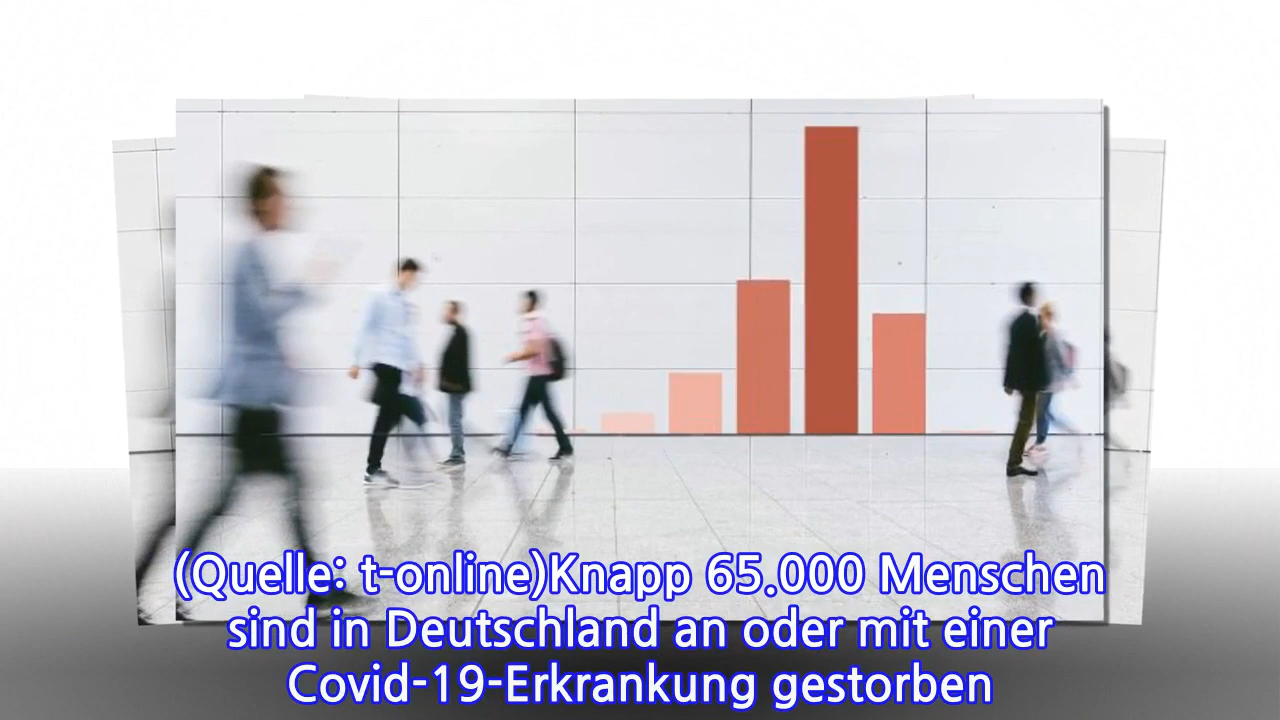 (Quelle: t-online)Knapp 65.000 Menschen
sind in Deutschland an oder mit einer
Covid-19-Erkrankung gestorben